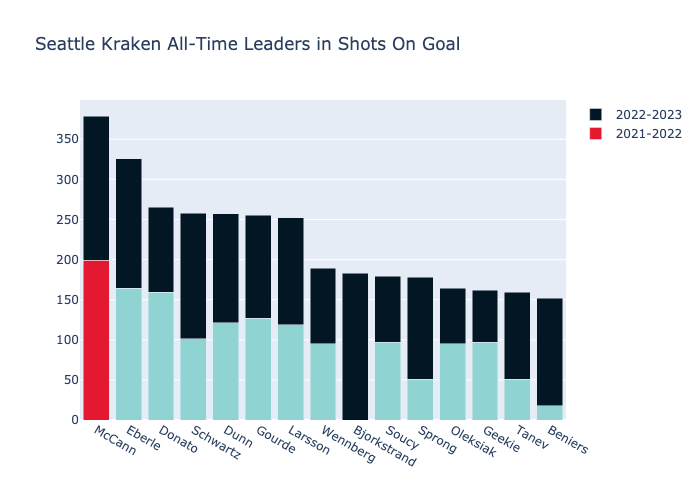 Seattle Kraken All-Time Leaders in Shots On Goal
2022-2023
2021-2022
350
300
250
200
150
100
50
0
McCann
Eberle
Donato
Schwartz
Dunn
Gourde
Larsson
Wennberg
Bjorkstrand
Soucy
Sprong
Oleksiak
Geekie
Tanev
Beniers